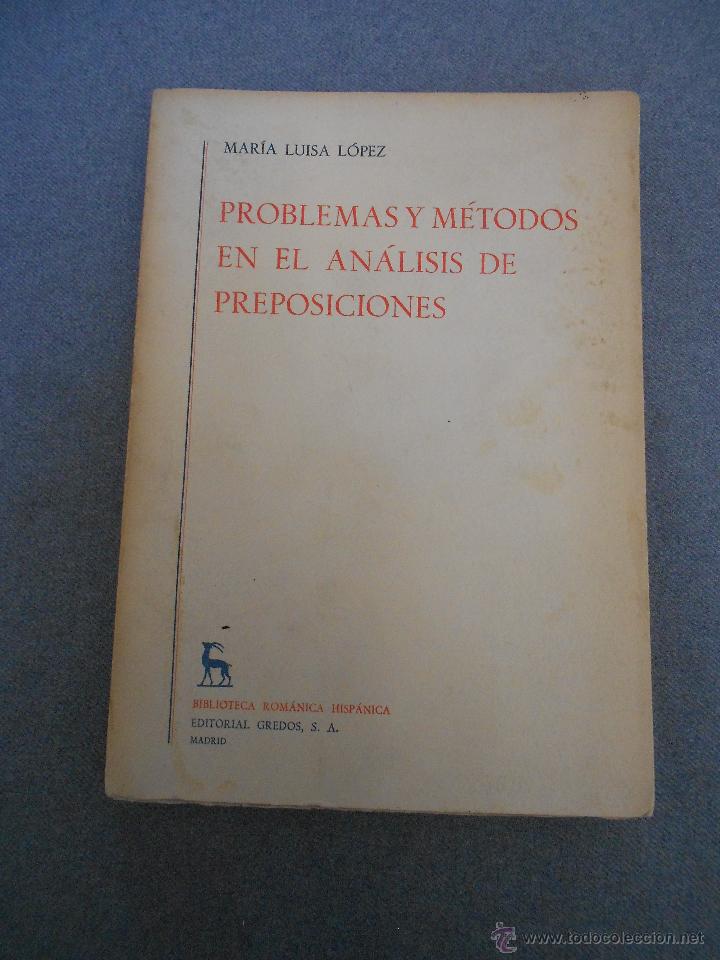 MARÍA LUISA LÓPEZ
PROBLEMAS Y MÉTODOS
EN EL ANÁLISIS DE
PREPOSICIONES
BIBLIOTECA ROMÁNICA HISPÁNICA
EDITORIAL GREDOS, S. A.
MADRID
© www.todocoleccion.net